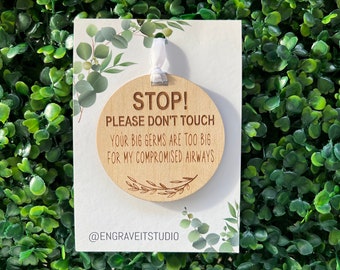 STOP!
PLEASE DON'T TOUCH
YOUR BIG GERMS ARE TOO BIG
FOR MY COMPROMISED AIRWAYS
@ENGRAVEITSTUDIO